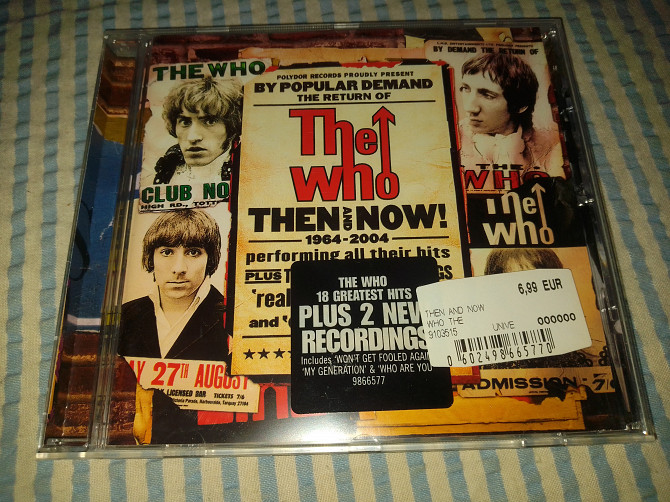 THE WHO
CLUB NO
HIGH RD., TOTT
POLYDOR RECORDS PROUDLY PRESENT
BY POPULAR DEMAND
THE RETURN OF
The Who
THEN AND NOW!
1964-2004
performing all their hits
PLUS
'real
and
★★★
BY DEMAND THE RETURN OF
THE
WHO
The Who
27TH AUGUST
LICENSED BAR
TICKETS 7/6
ADMISSION
THE WHO
18 GREATEST HITS
PLUS 2 NEW
RECORDINGS
Includes 'WON'T GET FOOLED AGAIN'
'MY GENERATION' & 'WHO ARE YOU'
9866577
6,99 EUR
THEN AND NOW
WHO THE
9103515
UNIVE
000000
0 602498 665770